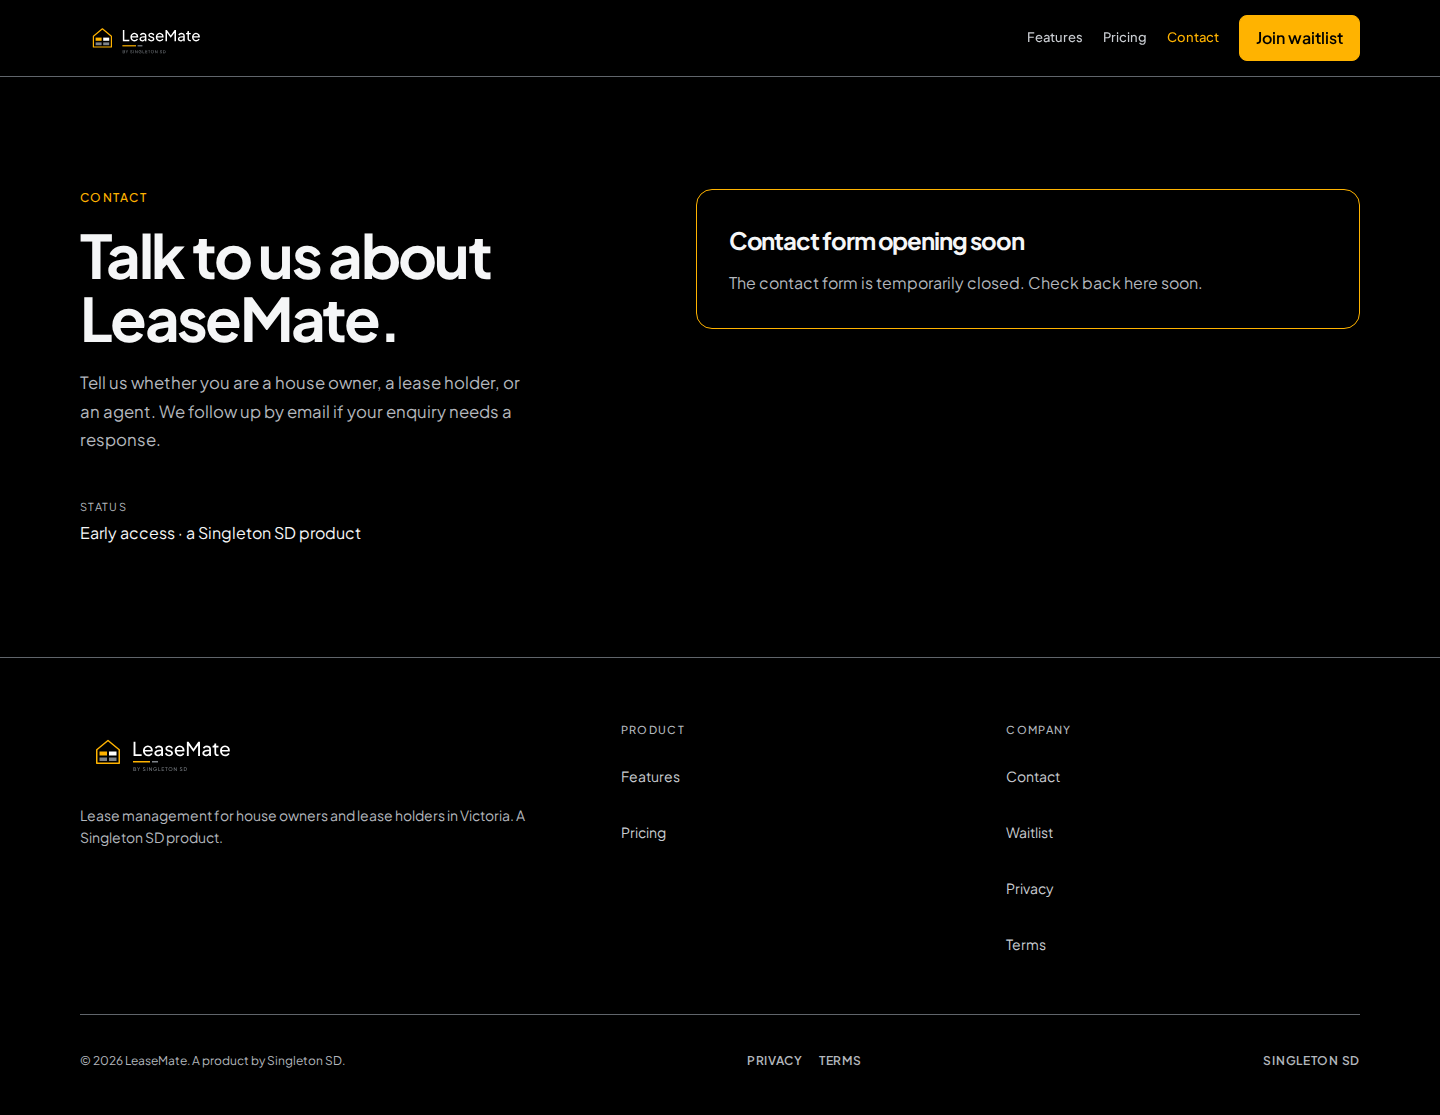 LeaseMate
BY SINGLETON SD
Features
Pricing
Contact
Join waitlist
CONTACT
Talk to us about
LeaseMate.
Tell us whether you are a house owner, a lease holder, or
an agent. We follow up by email if your enquiry needs a
response.
STATUS
Early access · a Singleton SD product
Contact form opening soon
The contact form is temporarily closed. Check back here soon.
LeaseMate
BY SINGLETON SD
Lease management for house owners and lease holders in Victoria. A
Singleton SD product.
PRODUCT
Features
Pricing
COMPANY
Contact
Waitlist
Privacy
Terms
© 2026 LeaseMate. A product by Singleton SD.
PRIVACY
TERMS
SINGLETON SD